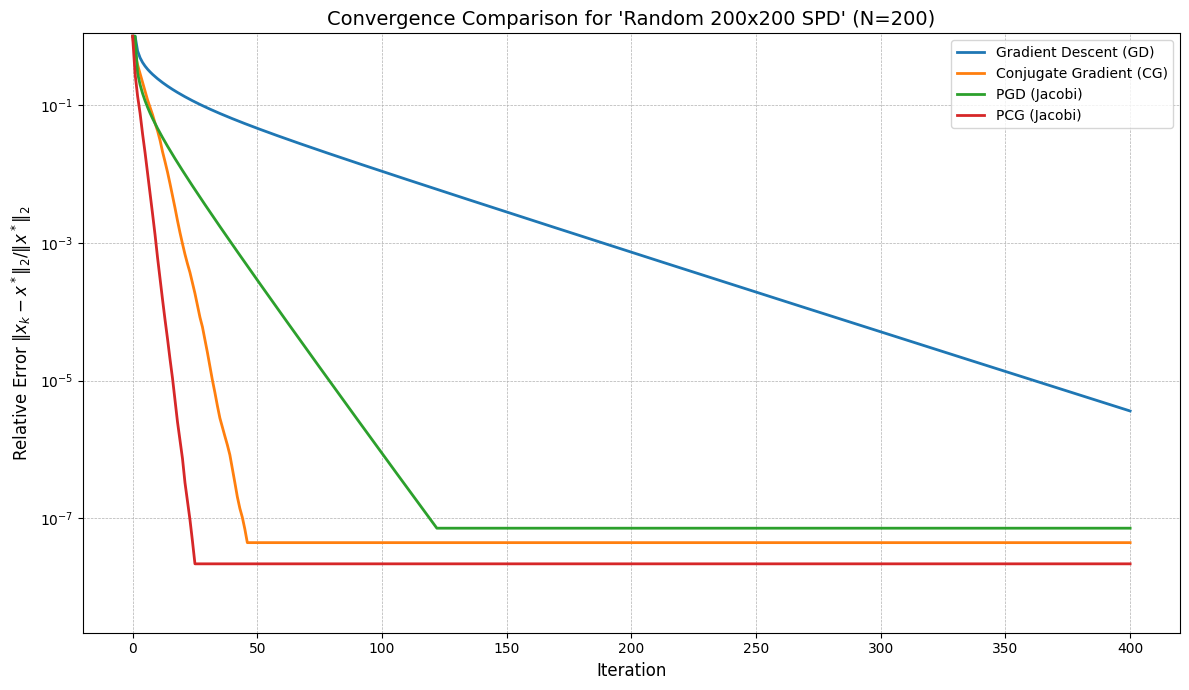 Convergence Comparison for 'Random 200x200 SPD' (N=200)
Relative Error ‖x_k − x*‖₂/‖x*‖₂
10⁻¹
10⁻³
10⁻⁵
10⁻⁷
Gradient Descent (GD)
Conjugate Gradient (CG)
PGD (Jacobi)
PCG (Jacobi)
0 50 100 150 200 250 300 350 400
Iteration